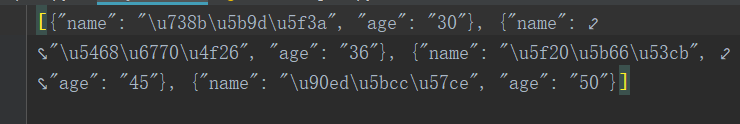 [{"name": "\u738b\u5b9d\u5f3a", "age": "30"}, {"name":
"\u5468\u6770\u4f26", "age": "36"}, {"name": "\u5f20\u5b66\u53cb",
"age": "45"}, {"name": "\u90ed\u5bcc\u57ce", "age": "50"}]